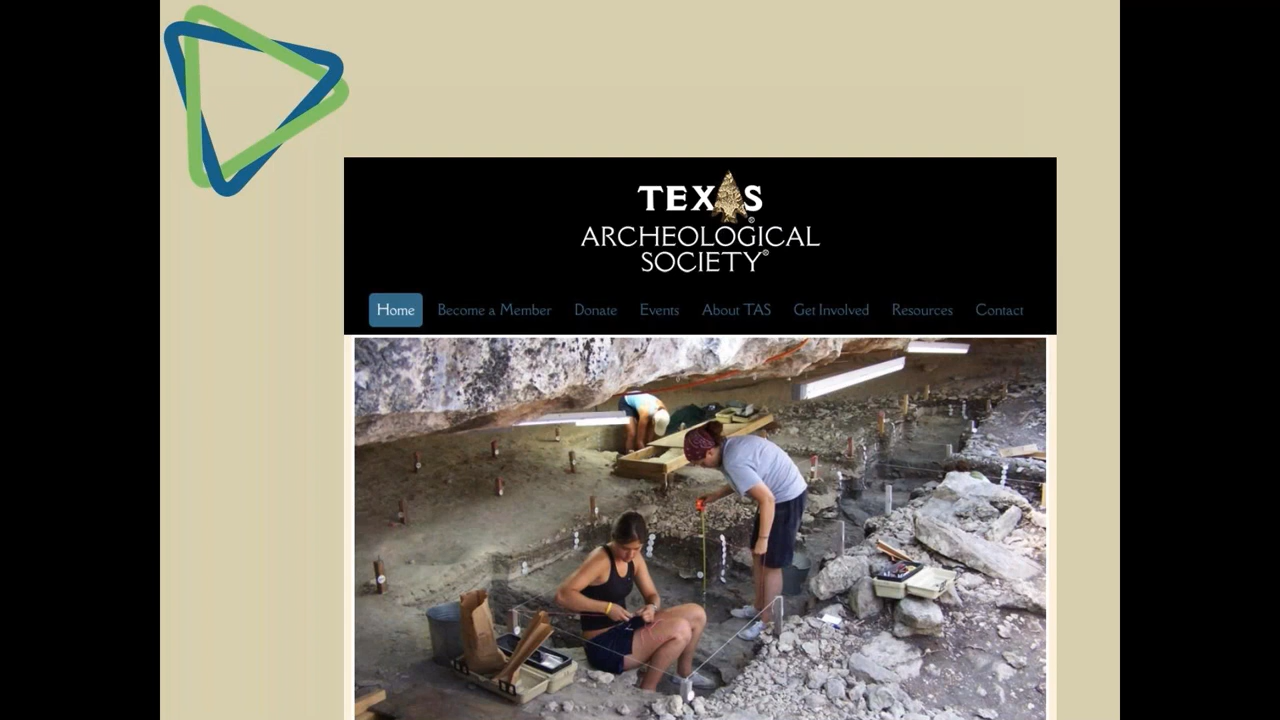 TEXAS®
ARCHEOLOGICAL
SOCIETY®
Home Become a Member Donate Events About TAS Get Involved Resources Contact